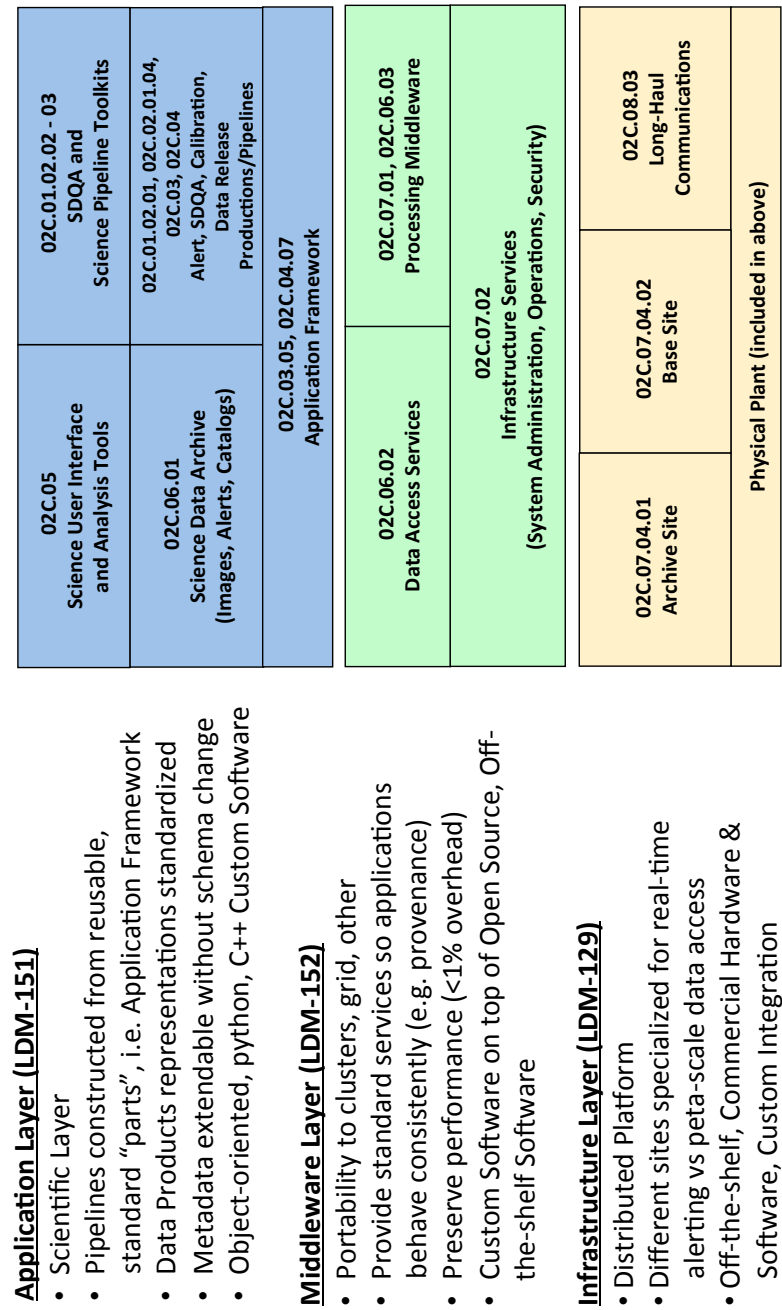 Application Layer (LDM-151)
• Scientific Layer
• Pipelines constructed from reusable,
standard “parts”, i.e. Application Framework
• Data Products representations standardized
• Metadata extendable without schema change
• Object-oriented, python, C++ Custom Software
Middleware Layer (LDM-152)
• Portability to clusters, grid, other
• Provide standard services so applications
behave consistently (e.g. provenance)
• Preserve performance (<1% overhead)
• Custom Software on top of Open Source, Off-
the-shelf Software
Infrastructure Layer (LDM-129)
• Distributed Platform
• Different sites specialized for real-time
alerting vs peta-scale data access
• Off-the-shelf, Commercial Hardware &
Software, Custom Integration
02C.05
Science User Interface
and Analysis Tools
02C.01.02.02 - 03
SDQA and
Science Pipeline Toolkits
02C.06.01
Science Data Archive
(Images, Alerts, Catalogs)
02C.01.02.01, 02C.02.01.04,
02C.03, 02C.04
Alert, SDQA, Calibration,
Data Release
Productions/Pipelines
02C.03.05, 02C.04.07
Application Framework
02C.06.02
Data Access Services
02C.07.01, 02C.06.03
Processing Middleware
02C.07.02
Infrastructure Services
(System Administration, Operations, Security)
02C.07.04.01
Archive Site
02C.07.04.02
Base Site
02C.08.03
Long-Haul
Communications
Physical Plant (included in above)